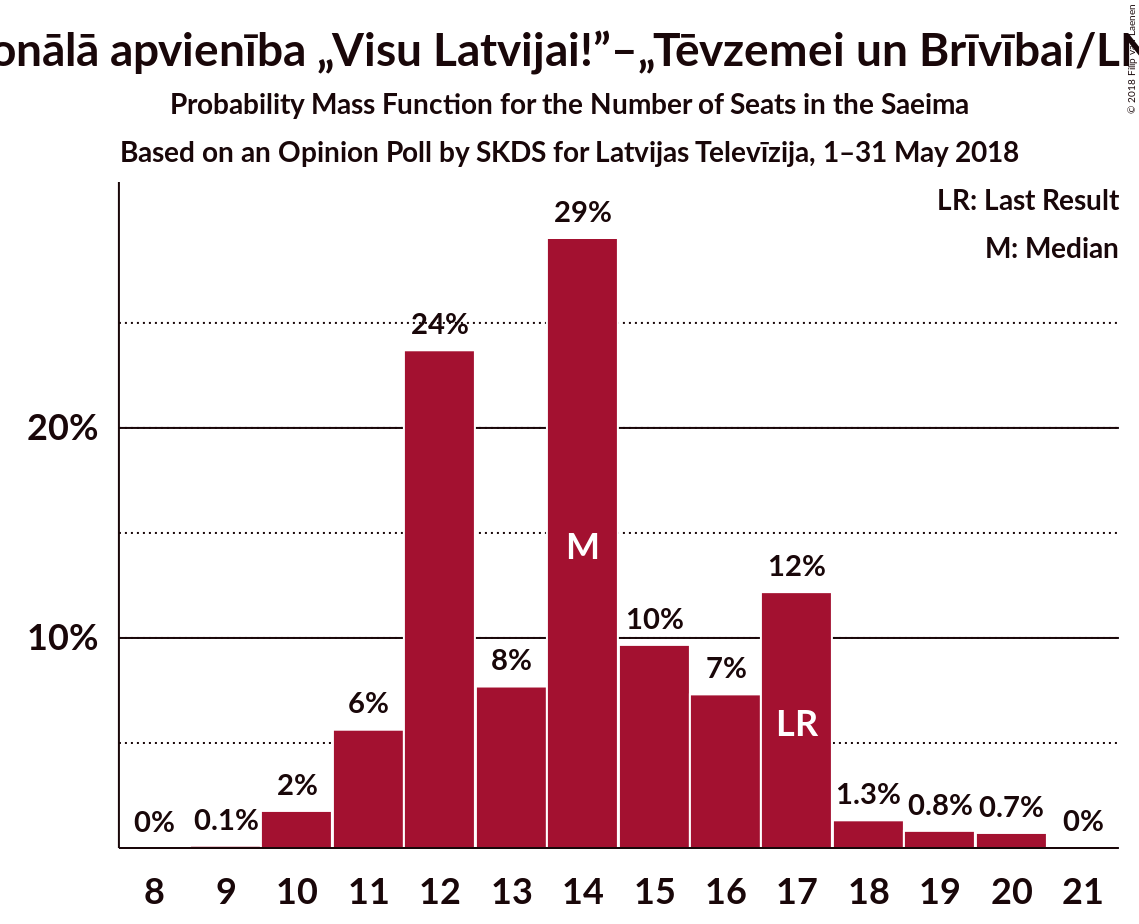 apvienība „Visu Latvijai!”–„Tēvzemei un Brīvībai/
© 2018 Filip Laenen
Probability Mass Function for the Number of Seats in the Saeima
Based on an Opinion Poll by SKDS for Latvijas Televīzija, 1–31 May 2018
LR: Last Result
M: Median
29%
24%
20%
M
12%
10%
10%
8%
7%
6%
LR
2%
1.3%
0.8%
0.7%
0%
0.1%
0%
8 9 10 11 12 13 14 15 16 17 18 19 20 21